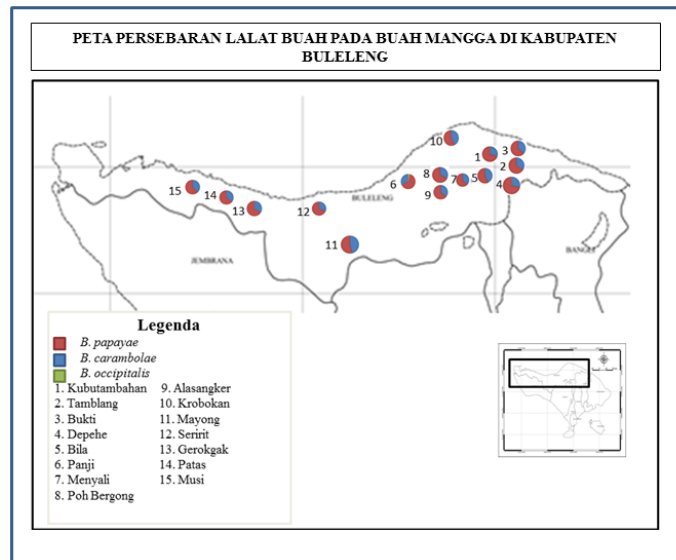 PETA PERSEBARAN LALAT BUAH PADA BUAH MANGGA DI KABUPATEN
BULELENG
10
1
3
2
8
7
5
6
4
9
15
14
13
12
BULELENG
11
JEMBRANA
BANGLI
Legenda
B. papayae
B. carambolae
B. occipitalis
1. Kubutambahan
2. Tamblang
3. Bukti
4. Depehe
5. Bila
6. Panji
7. Menyali
8. Poh Bergong
9. Alasangker
10. Krobokan
11. Mayong
12. Seririt
13. Gerokgak
14. Patas
15. Musi